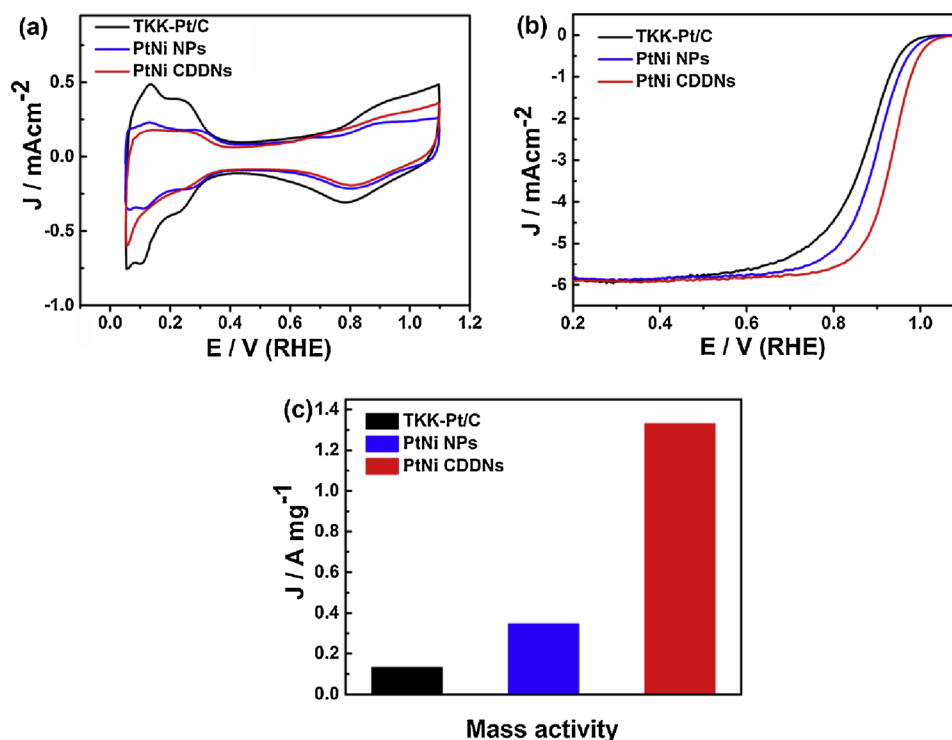 (a)
TKK-Pt/C
PtNi NPs
PtNi CDDNs
J / mAcm-2
0.5
0.0
-0.5
-1.0
0.0 0.2 0.4 0.6 0.8 1.0 1.2
E / V (RHE)
(b)
TKK-Pt/C
PtNi NPs
PtNi CDDNs
J / mAcm-2
0
-1
-2
-3
-4
-5
-6
0.2 0.4 0.6 0.8 1.0
E / V (RHE)
(c)
TKK-Pt/C
PtNi NPs
PtNi CDDNs
J / A mg-1
1.4
1.2
1.0
0.8
0.6
0.4
0.2
0.0
Mass activity